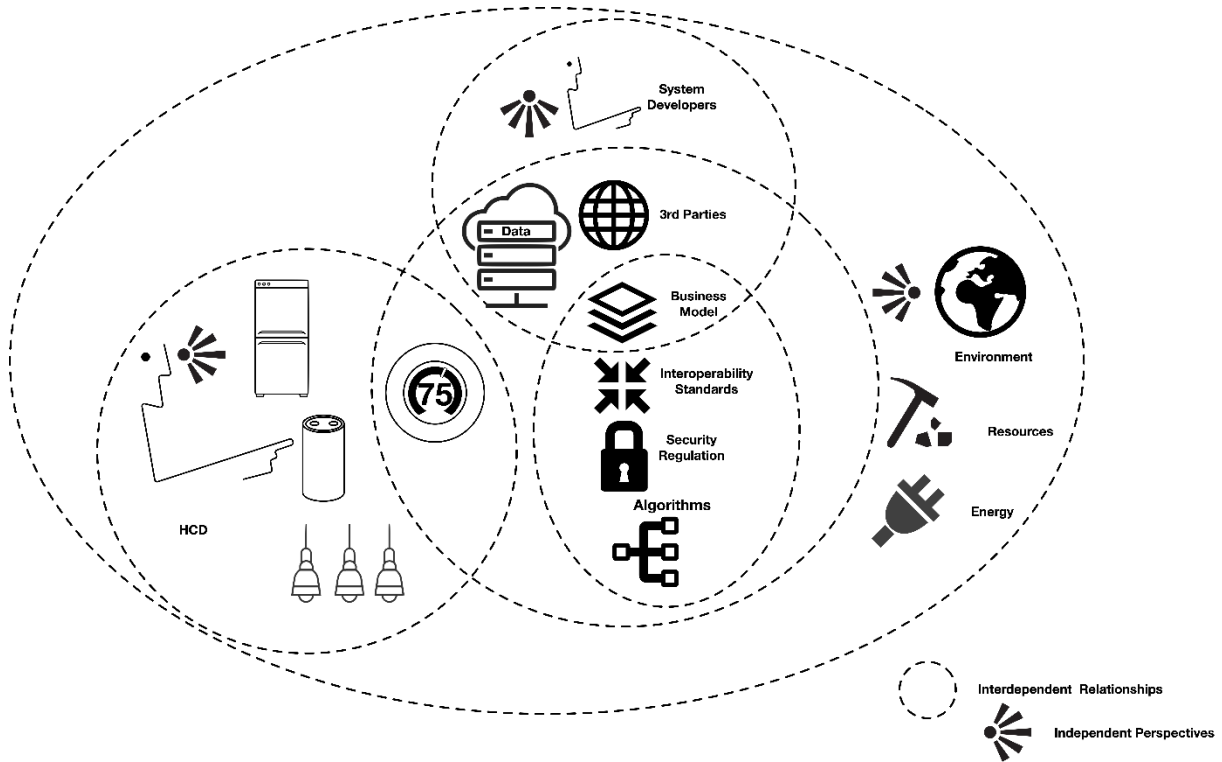 System
Developers
Data
3rd Parties
Business
Model
Environment
Interoperability
Standards
75
Resources
Security
Regulation
Algorithms
Energy
HCD
Interdependent Relationships
Independent Perspectives